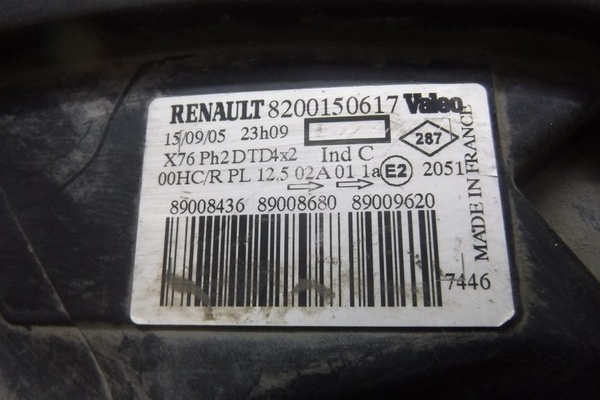 RENAULT 8200150617 Valeo
15/09/05 23h09
287
X76 Ph2 DTD4x2 Ind C
00HC/R PL 12,5 02A 01 1a E2 2051
MADE IN FRANCE
89008436 89008680 89009620
7446